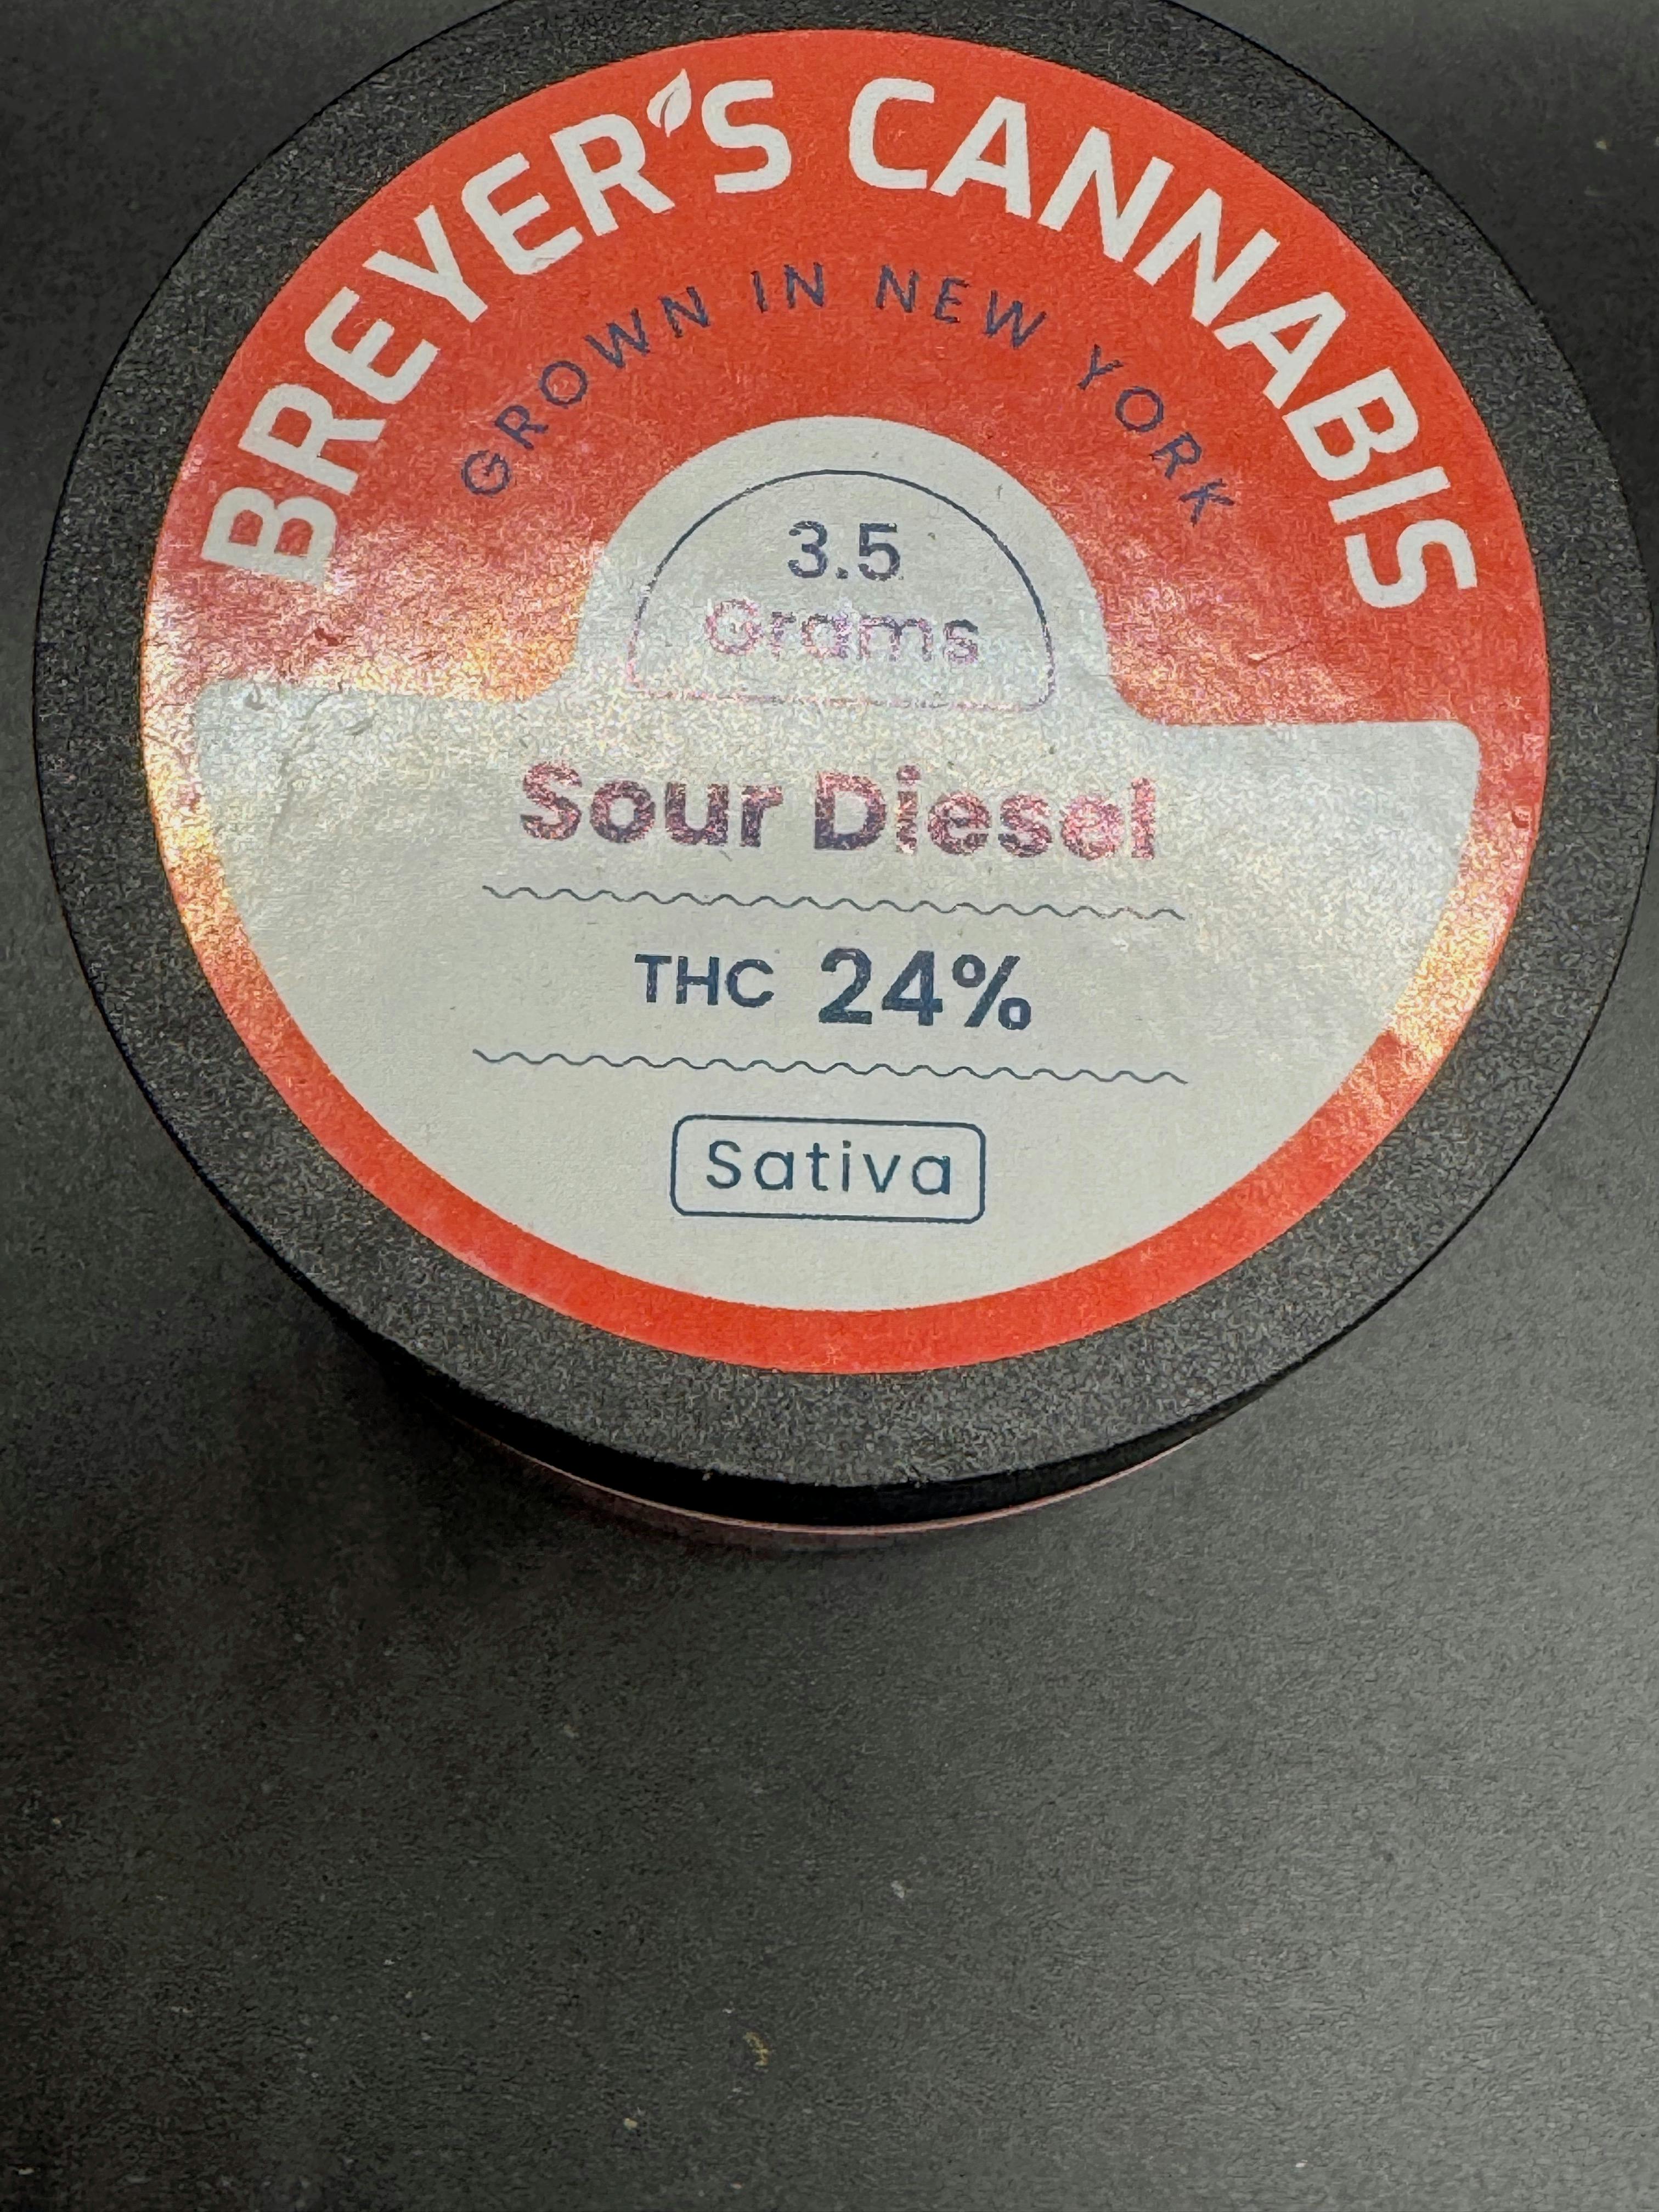 BREYER'S CANNABIS
GROWN IN NEW YORK
3.5
Grams
Sour Diesel
THC 24%
Sativa